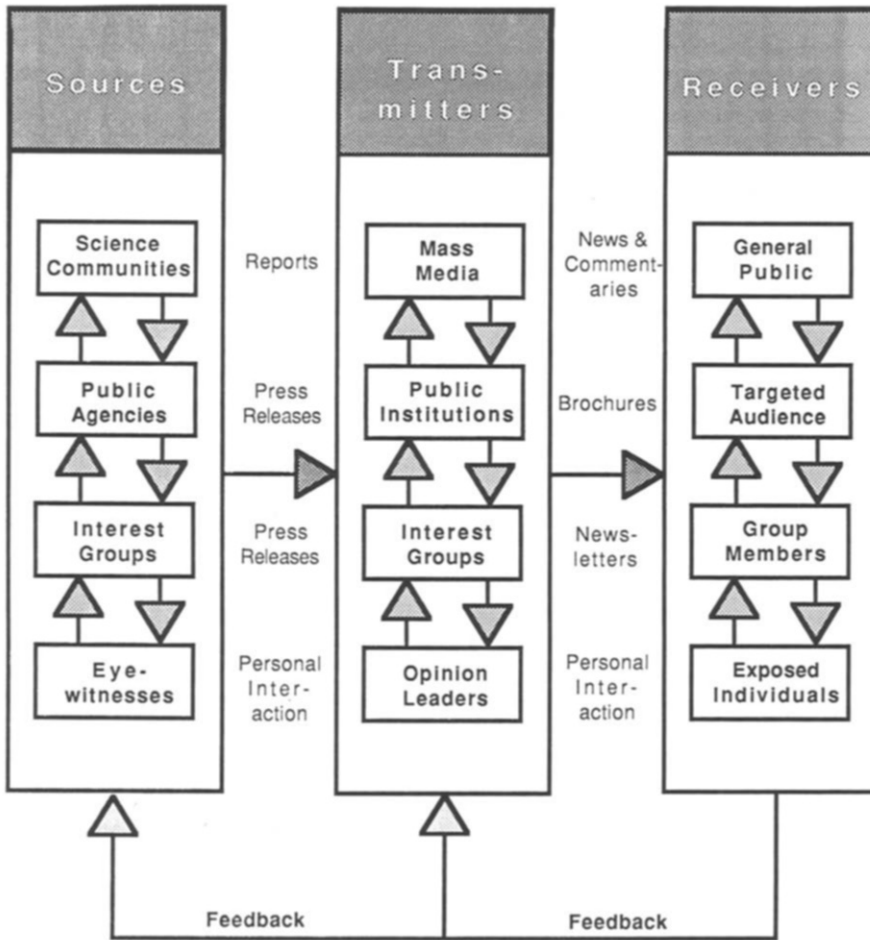 Sources
Trans-
mitters
Receivers
Science
Communities
Reports
Mass
Media
News &
Comment-
aries
General
Public
Public
Agencies
Press
Releases
Public
Institutions
Brochures
Targeted
Audience
Interest
Groups
Press
Releases
Interest
Groups
News-
letters
Group
Members
Eye-
witnesses
Personal
Inter-
action
Opinion
Leaders
Personal
Inter-
action
Exposed
Individuals
Feedback
Feedback